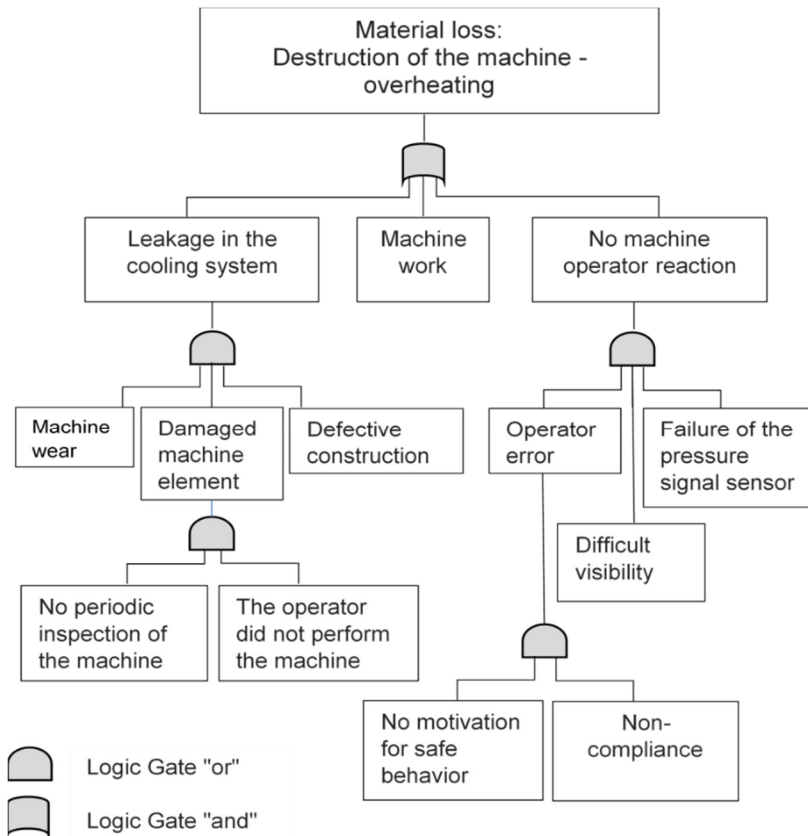 Material loss:
Destruction of the machine -
overheating
Leakage in the
cooling system
Machine
work
No machine
operator reaction
Machine
wear
Damaged
machine
element
Defective
construction
Operator
error
Failure of the
pressure
signal sensor
Difficult
visibility
No periodic
inspection of
the machine
The operator
did not perform
the machine
No motivation
for safe
behavior
Non-
compliance
Logic Gate "or"
Logic Gate "and"